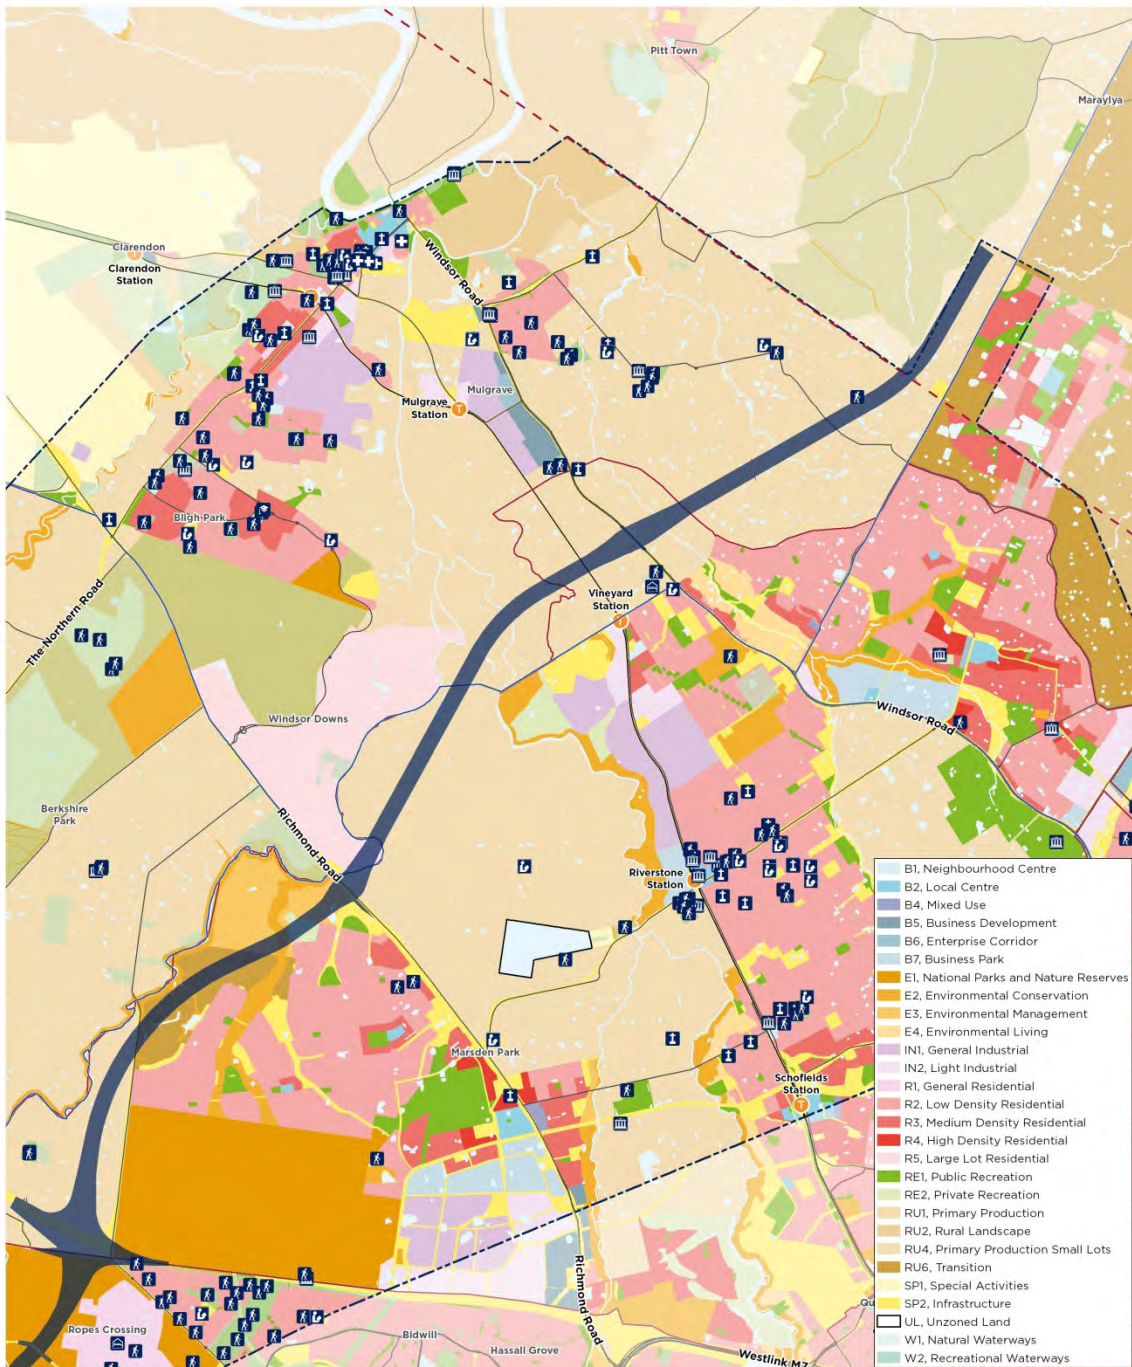 Pitt Town
Maraylya
Clarendon
Clarendon
Station
Windsor Road
Mulgrave
Mulgrave
Station
Bligh Park
The Northern Road
Vineyard
Station
Windsor Downs
Windsor Road
Berkshire
Park
Richmond Road
Riverstone
Station
Marsden Park
Schofields
Station
Richmond Road
Ropes Crossing
Bidwill
Hassall Grove
Westlink M7
B1, Neighbourhood Centre
B2, Local Centre
B4, Mixed Use
B5, Business Development
B6, Enterprise Corridor
B7, Business Park
E1, National Parks and Nature Reserves
E2, Environmental Conservation
E3, Environmental Management
E4, Environmental Living
IN1, General Industrial
IN2, Light Industrial
R1, General Residential
R2, Low Density Residential
R3, Medium Density Residential
R4, High Density Residential
R5, Large Lot Residential
RE1, Public Recreation
RE2, Private Recreation
RU1, Primary Production
RU2, Rural Landscape
RU4, Primary Production Small Lots
RU6, Transition
SP1, Special Activities
SP2, Infrastructure
UL, Unzoned Land
W1, Natural Waterways
W2, Recreational Waterways